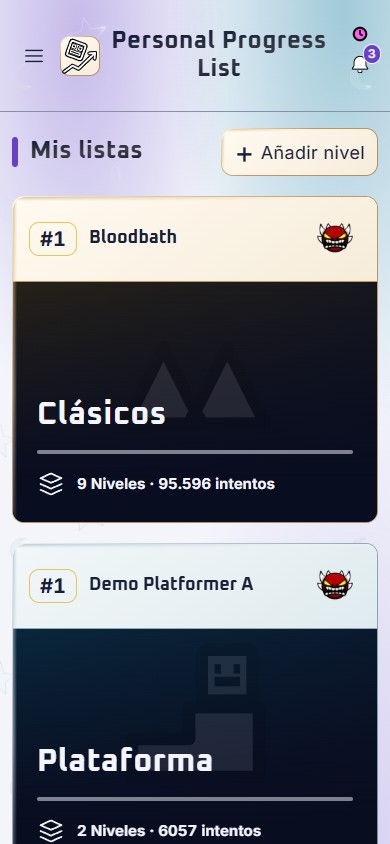 Personal Progress
List
3
Mis listas
+ Añadir nivel
#1 Bloodbath
Clásicos
9 Niveles · 95.596 intentos
#1 Demo Platformer A
Plataforma
2 Niveles · 6057 intentos